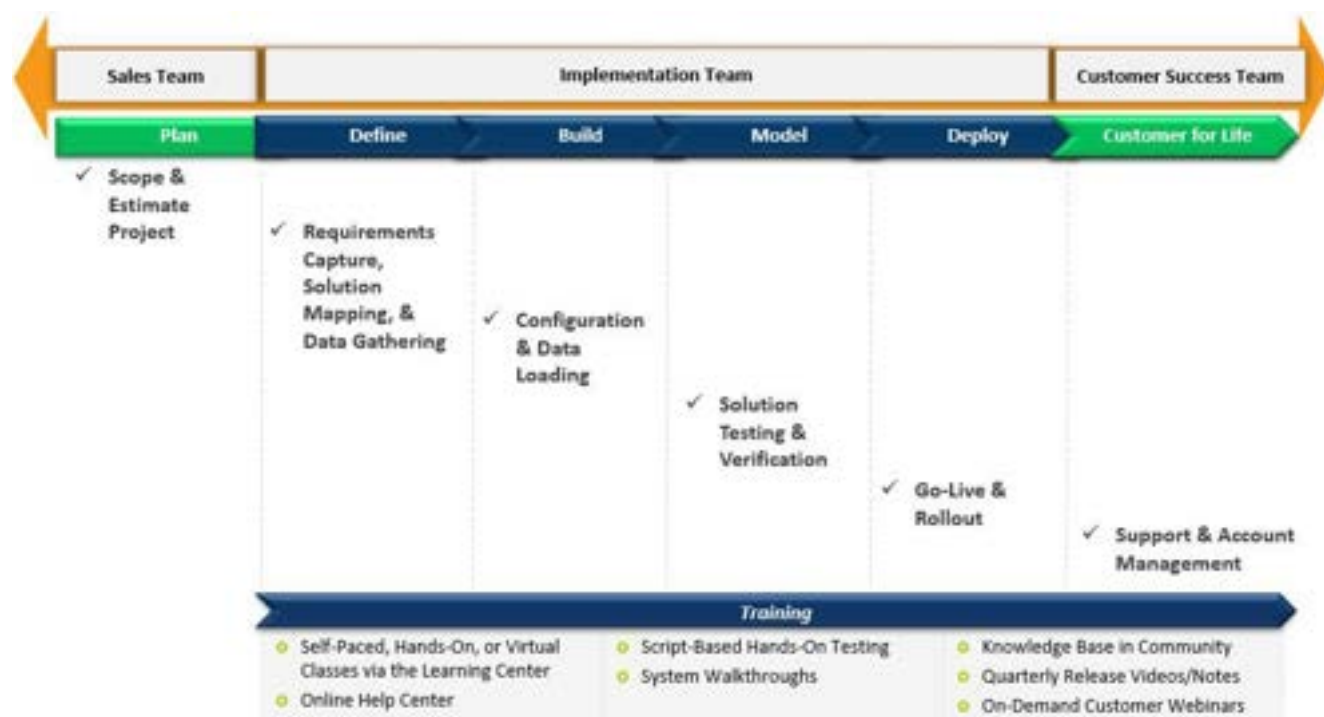 Sales Team
Implementation Team
Customer Success Team
Plan
Define
Build
Model
Deploy
Customer for Life
✓ Scope &
Estimate
Project
✓ Requirements
Capture,
Solution
Mapping, &
Data Gathering
✓ Configuration
& Data
Loading
✓ Solution
Testing &
Verification
✓ Go-Live &
Rollout
✓ Support & Account
Management
Training
Self-Paced, Hands-On, or Virtual
Classes via the Learning Center
Online Help Center
Script-Based Hands-On Testing
System Walkthroughs
Knowledge Base in Community
Quarterly Release Videos/Notes
On-Demand Customer Webinars